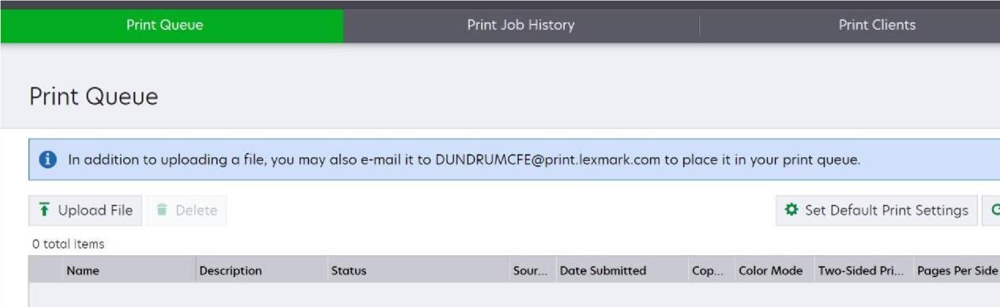 Print Queue Print Job History Print Clients
Print Queue
In addition to uploading a file, you may also e-mail it to DUNDRUMCFE@print.lexmark.com to place it in your print queue.
Upload File Delete Set Default Print Settings
0 total items
Name Description Status Sour... Date Submitted Cop... Color Mode Two-Sided Pri... Pages Per Side